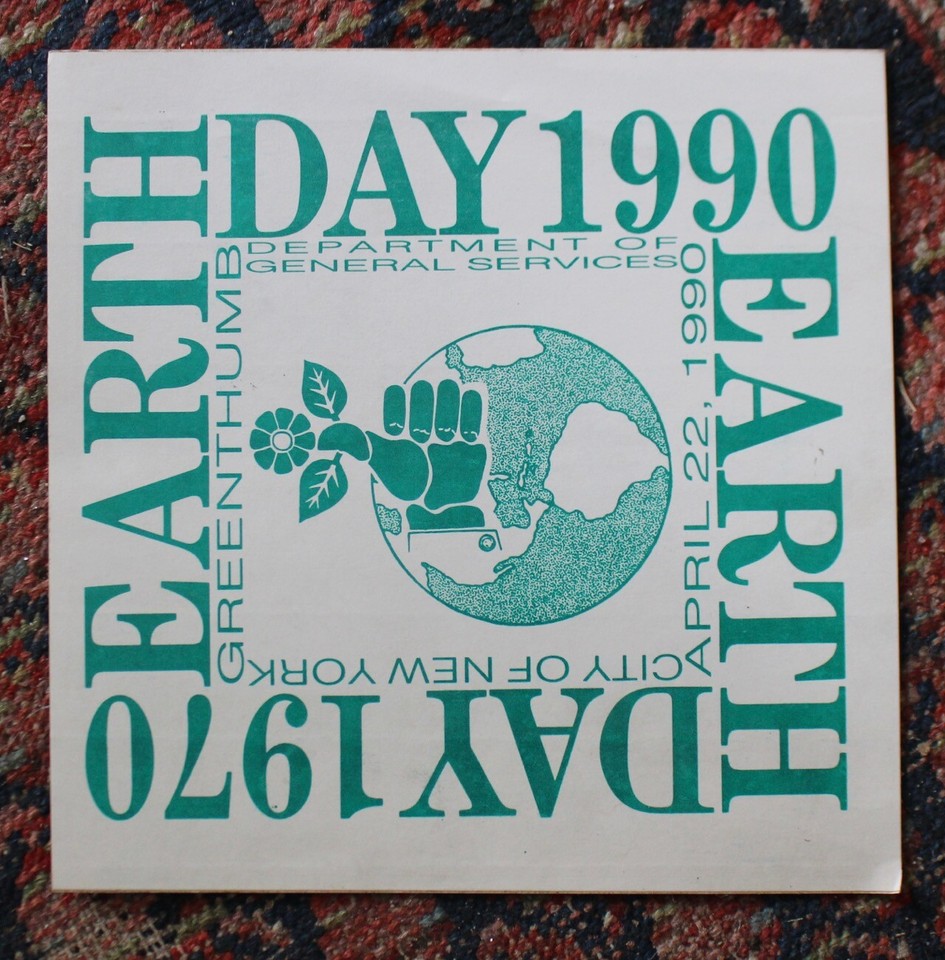 EARTH
DAY 1990
EARTH
DAY 1970
GREENTHUMB
DEPARTMENT OF
GENERAL SERVICES
APRIL 22, 1990
CITY OF NEW YORK